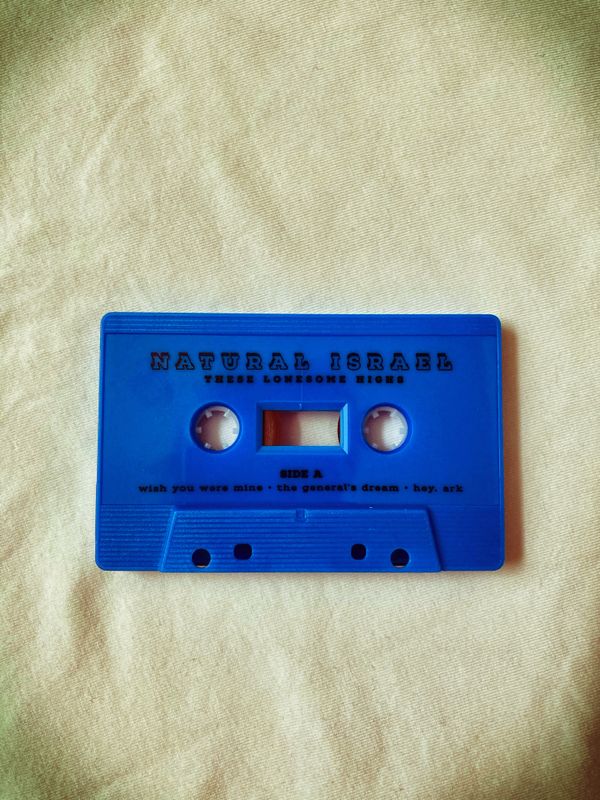 NATURAL ISRAEL
THESE LONESOME HIGHS
SIDE A
wish you were mine • the general's dream • hey, ark